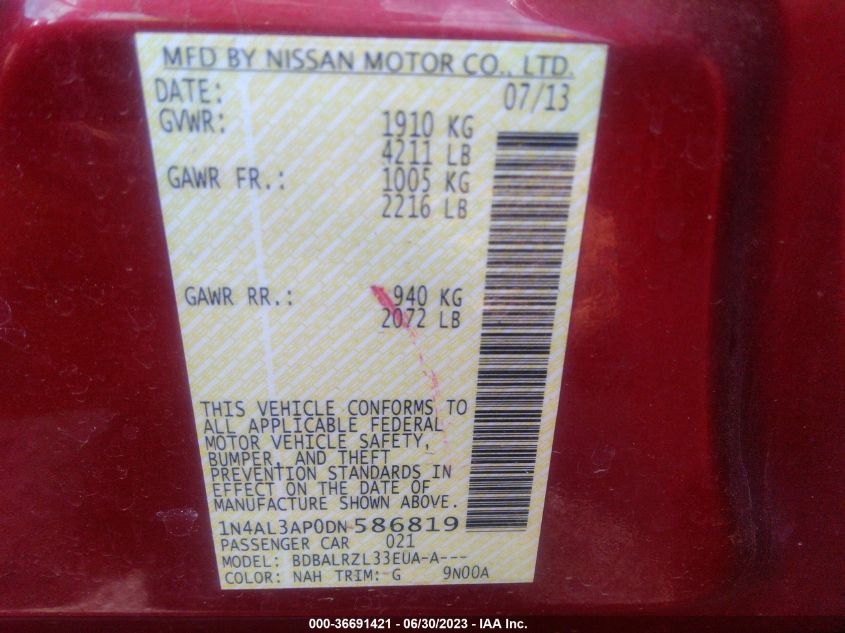 MFD BY NISSAN MOTOR CO., LTD.
DATE: 07/13
GVWR: 1910 KG
4211 LB
GAWR FR.: 1005 KG
2216 LB
GAWR RR.: 940 KG
2072 LB
THIS VEHICLE CONFORMS TO
ALL APPLICABLE FEDERAL
MOTOR VEHICLE SAFETY,
BUMPER, AND THEFT
PREVENTION STANDARDS IN
EFFECT ON THE DATE OF
MANUFACTURE SHOWN ABOVE.
1N4AL3AP0DN586819
PASSENGER CAR 021
MODEL: BDBALRZL33EUA-A---
COLOR: NAH TRIM: G 9N00A
000-36691421 - 06/30/2023 - IAA Inc.